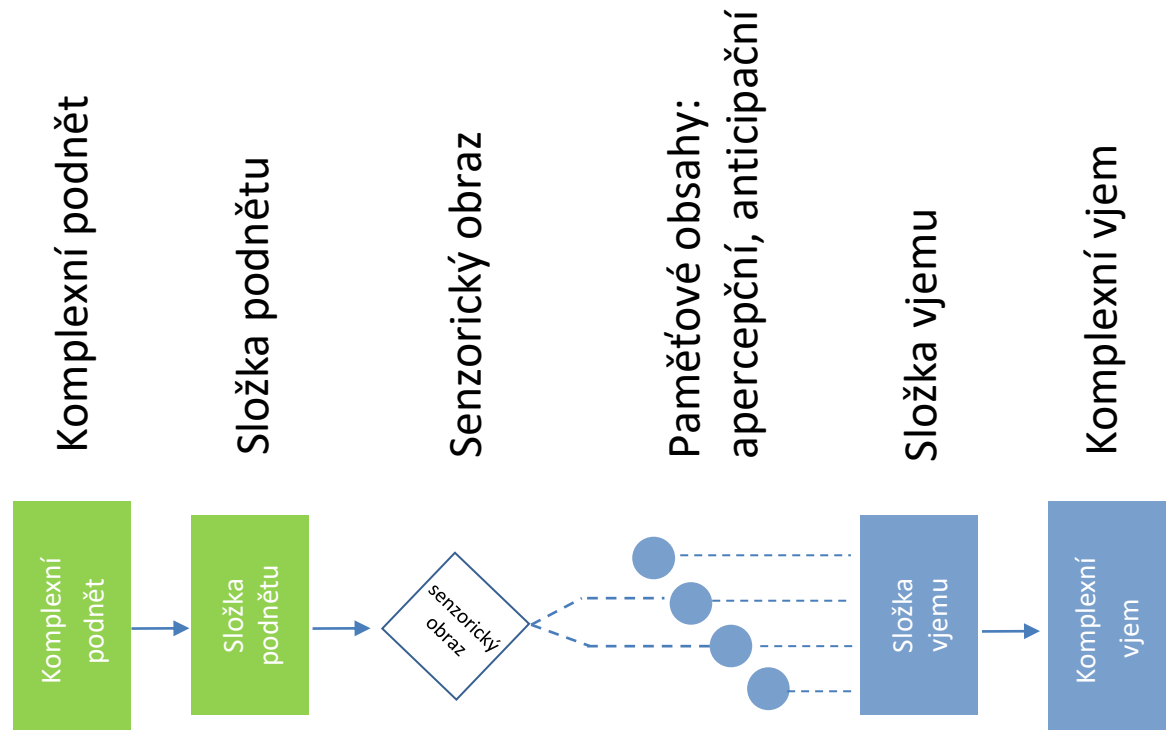 Komplexní podnět
Složka podnětu
Senzorický obraz
Paměťové obsahy:
apercepční, anticipační
Složka vjemu
Komplexní vjem
Komplexní
podnět
Složka
podnětu
senzorický
obraz
Složka
vjemu
Komplexní
vjem